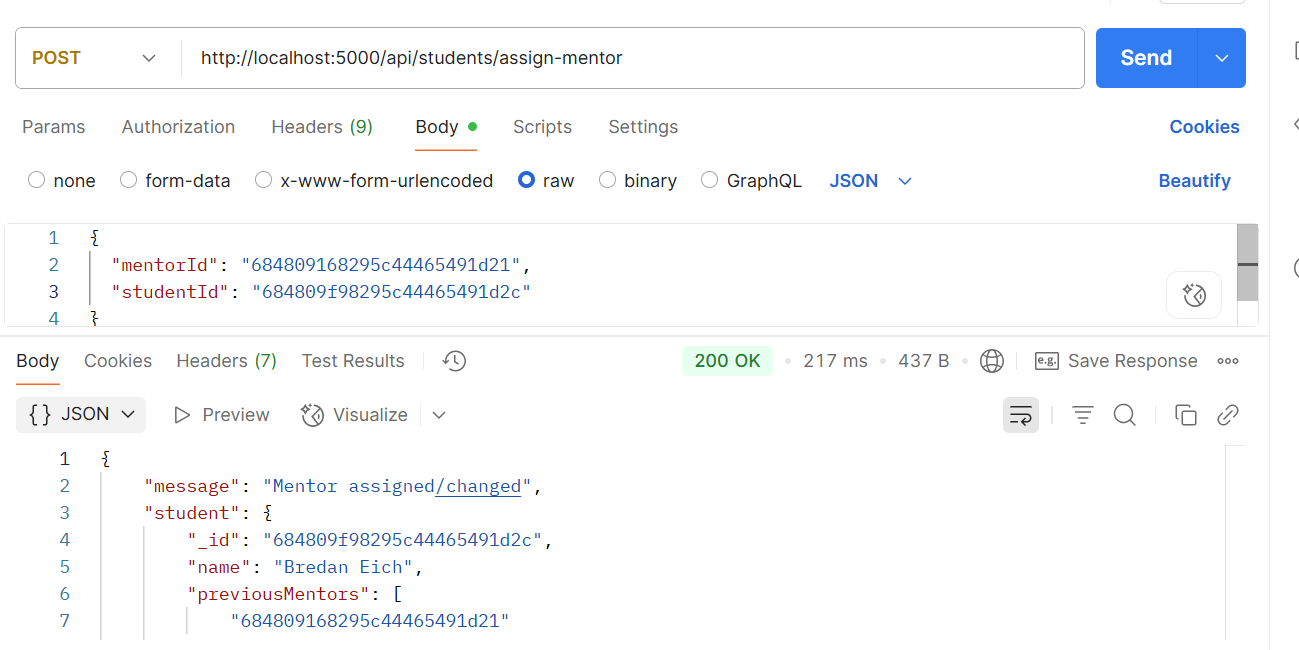 POST http://localhost:5000/api/students/assign-mentor Send
Params Authorization Headers (9) Body Scripts Settings Cookies
none form-data x-www-form-urlencoded raw binary GraphQL JSON Beautify
1 {
2 "mentorId": "684809168295c44465491d21",
3 "studentId": "684809f98295c44465491d2c"
4 }
Body Cookies Headers (7) Test Results 200 OK 217 ms 437 B e.g. Save Response
{} JSON Preview Visualize
1 {
2 "message": "Mentor assigned/changed",
3 "student": {
4 "_id": "684809f98295c44465491d2c",
5 "name": "Bredan Eich",
6 "previousMentors": [
7 "684809168295c44465491d21"